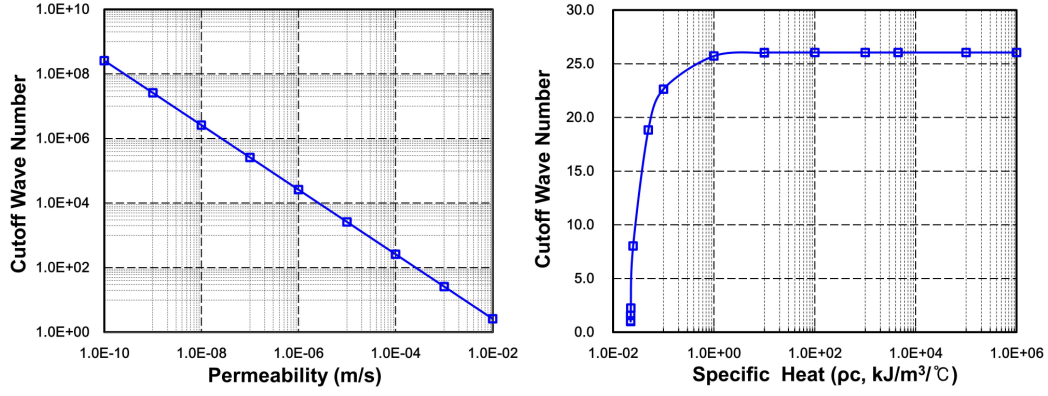 Cutoff Wave Number
1.0E+10
1.0E+08
1.0E+06
1.0E+04
1.0E+02
1.0E+00
1.0E-10
1.0E-08
1.0E-06
1.0E-04
1.0E-02
Permeability (m/s)
Cutoff Wave Number
30.0
25.0
20.0
15.0
10.0
5.0
0.0
1.0E-02
1.0E+00
1.0E+02
1.0E+04
1.0E+06
Specific Heat (ρc, kJ/m³/℃)